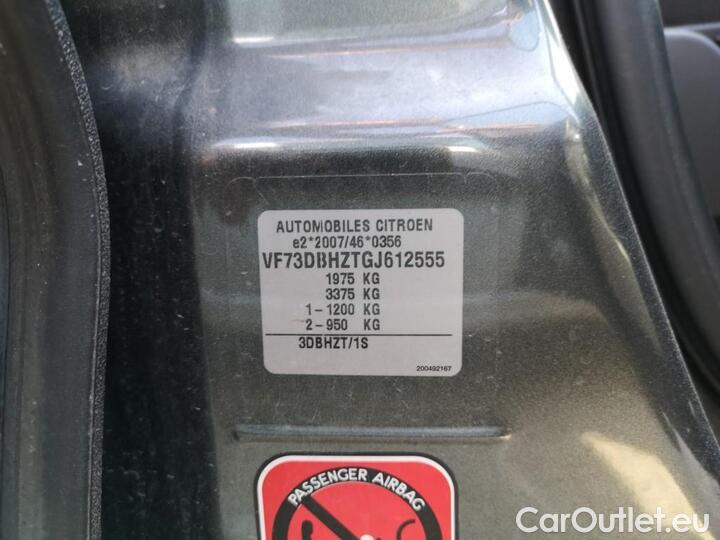 AUTOMOBILES CITROEN
e2*2007/46*0356
VF73DBHZTGJ612555
1975 KG
3375 KG
1-1200 KG
2-950 KG
3DBHZT/1S
200492167
PASSENGER AIRBAG
CarOutlet.eu